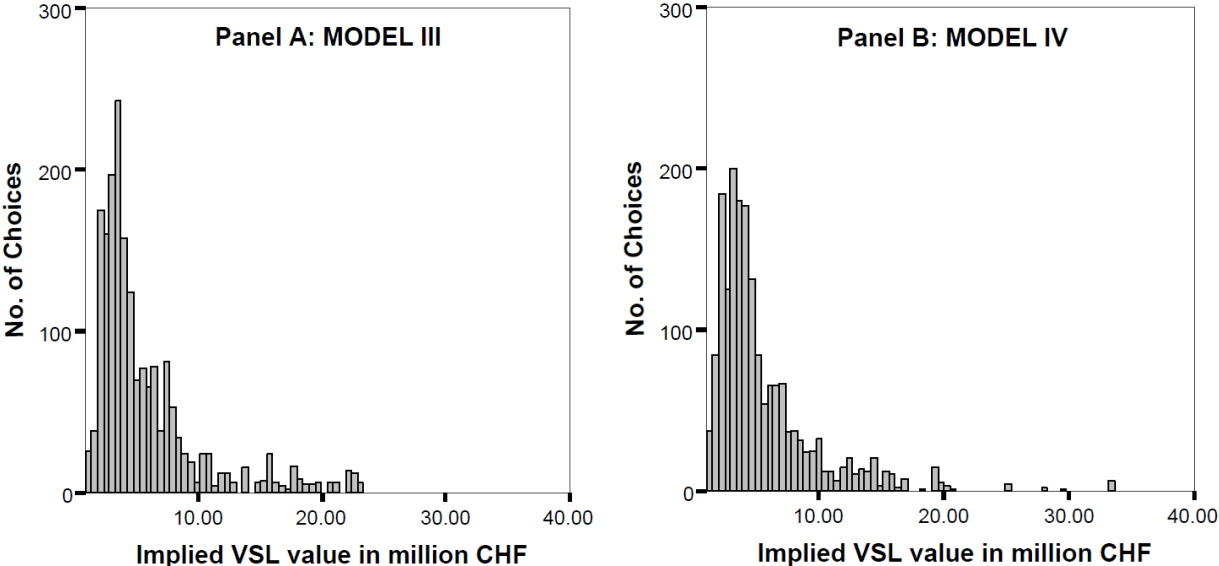 Panel A: MODEL III
No. of Choices
300
200
100
0
10.00 20.00 30.00 40.00
Implied VSL value in million CHF
Panel B: MODEL IV
No. of Choices
300
200
100
0
10.00 20.00 30.00 40.00
Implied VSL value in million CHF